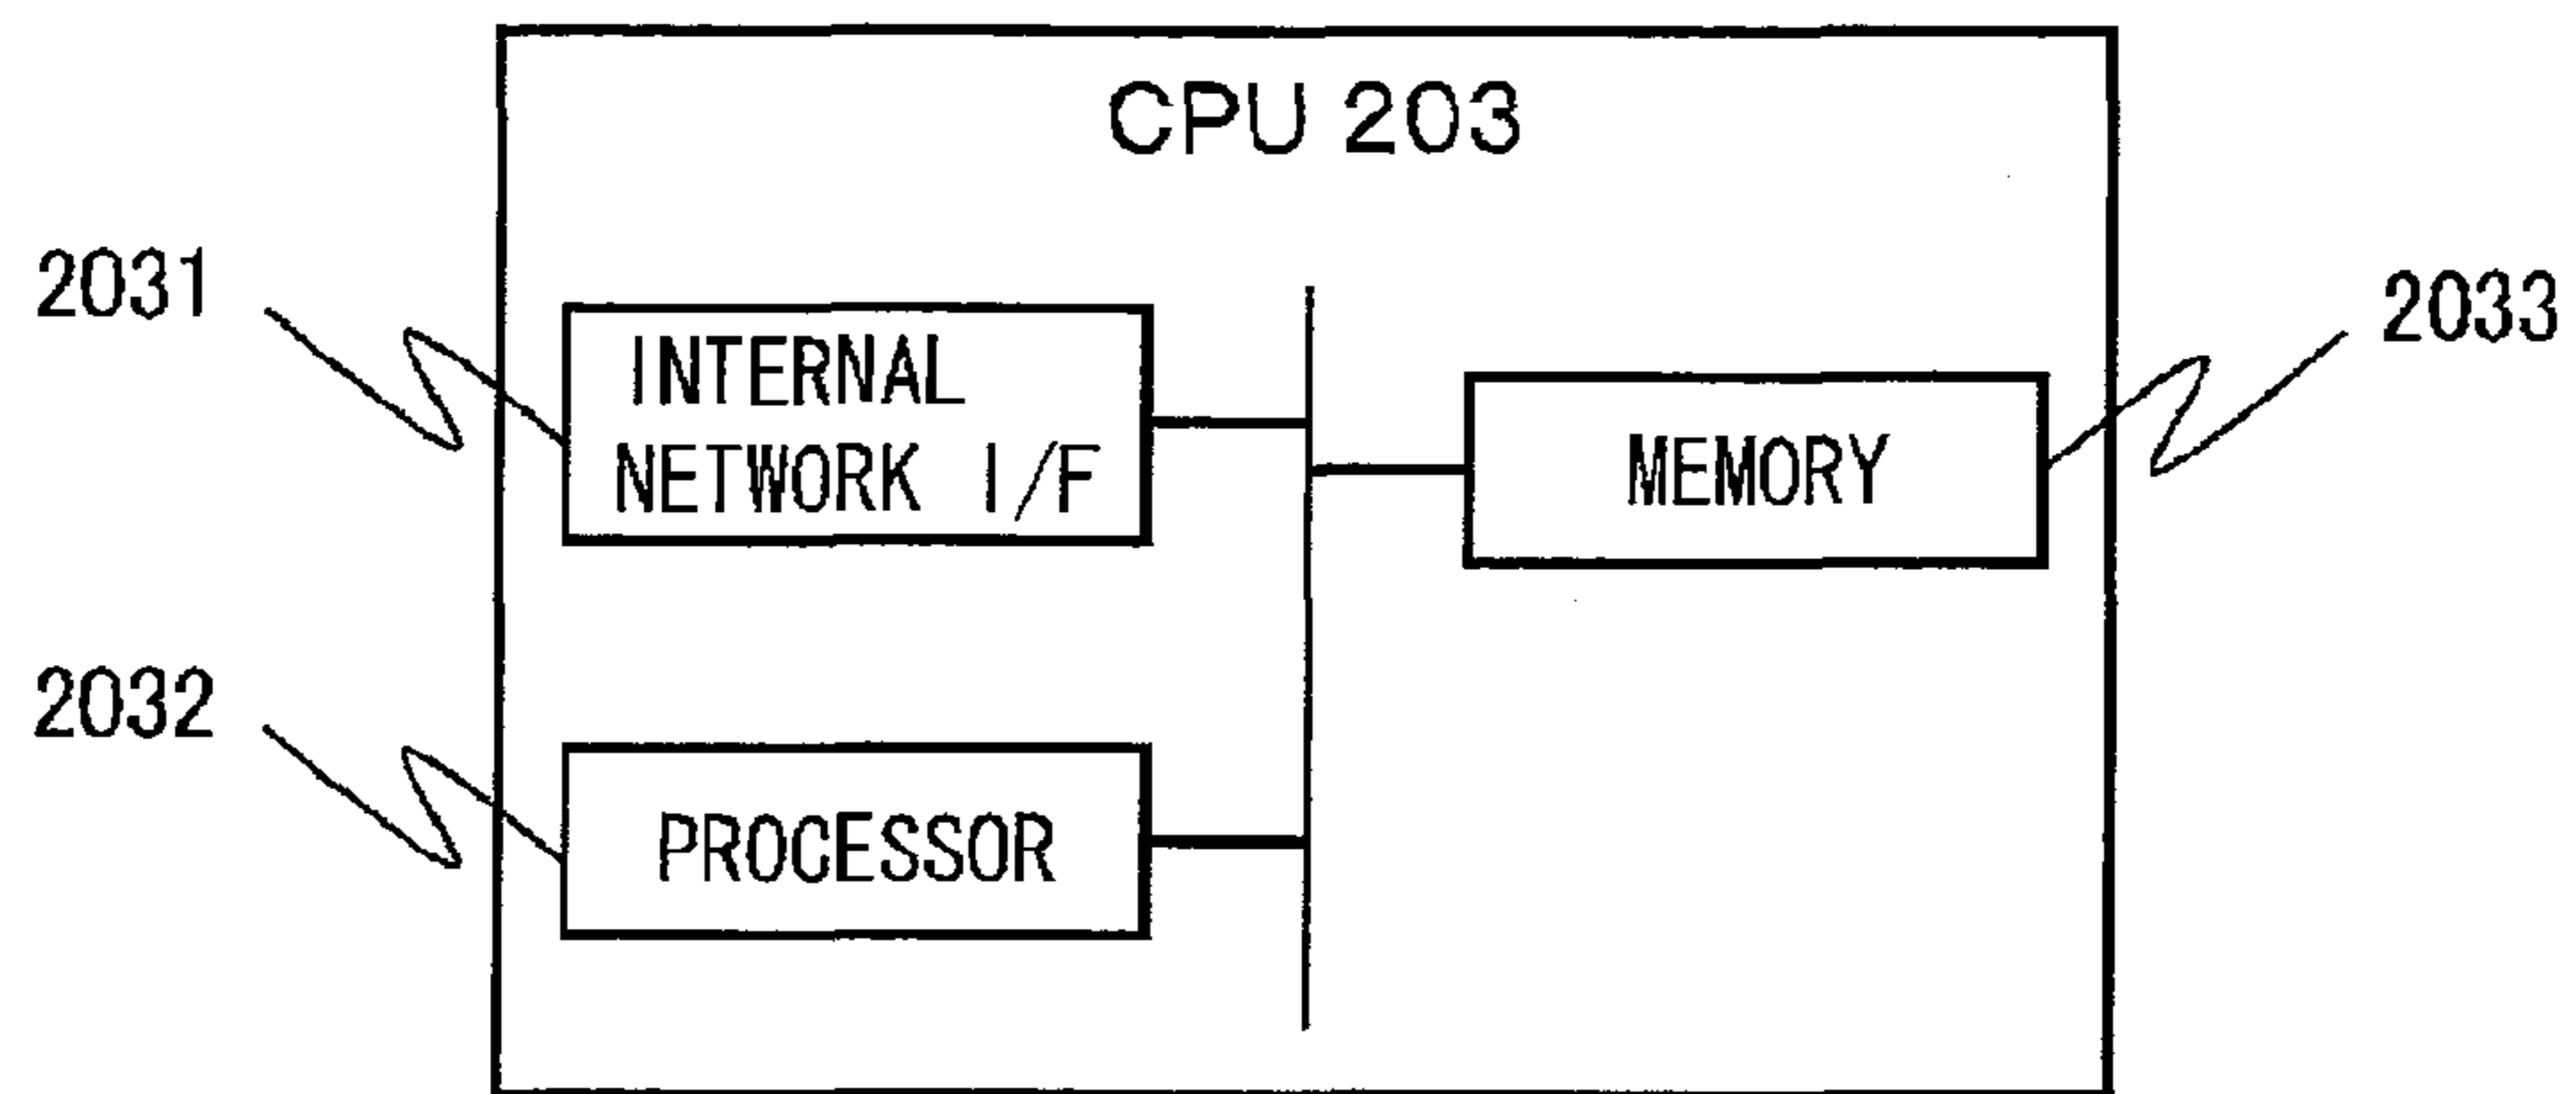 CPU 203
2031
INTERNAL
NETWORK I/F
2033
MEMORY
2032
PROCESSOR